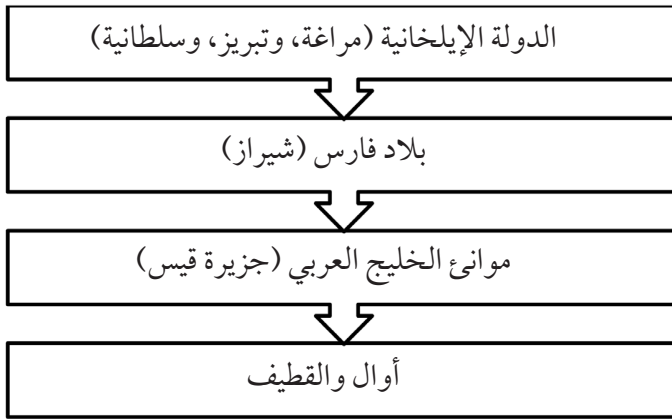 الدولة الإيلخانية (مراغة، وتبريز، وسلطانية)
بلاد فارس (شيراز)
موانئ الخليج العربي (جزيرة قيس)
أوال والقطيف